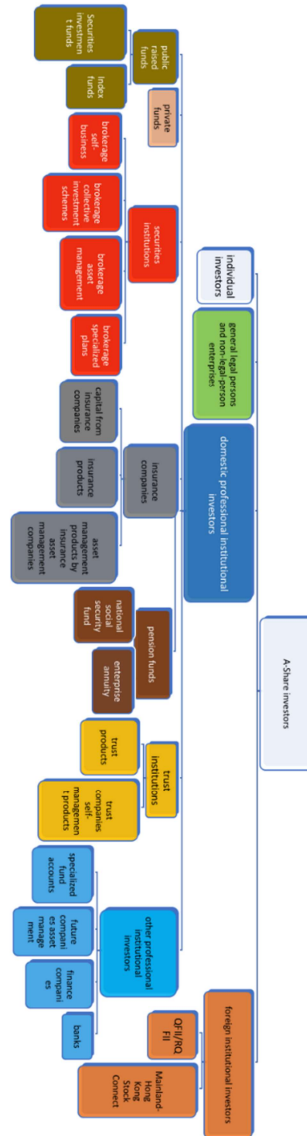 A-Share investors
individual
investors
general legal persons
and non-legal-person
enterprises
domestic professional institutional
investors
foreign institutional investors
public
raised
funds
private
funds
securities
institutions
insurance
companies
pension funds
trust
institutions
other professional
institutional
investors
QFII/RQ
FII
Mainland-
Hong
Kong
Stock
Connect
Securities
investmen
t funds
Index
funds
brokerage
self-
business
brokerage
collective
investment
schemes
brokerage
asset
management
brokerage
specialized
plans
capital from
insurance
companies
insurance
products
asset
management
products by
insurance
asset
management
companies
national
social
security
fund
enterprise
annuity
trust
products
trust
companies
self-
managemen
t products
specialized
fund
accounts
future
compani
es asset
manage
ment
finance
compani
es
banks